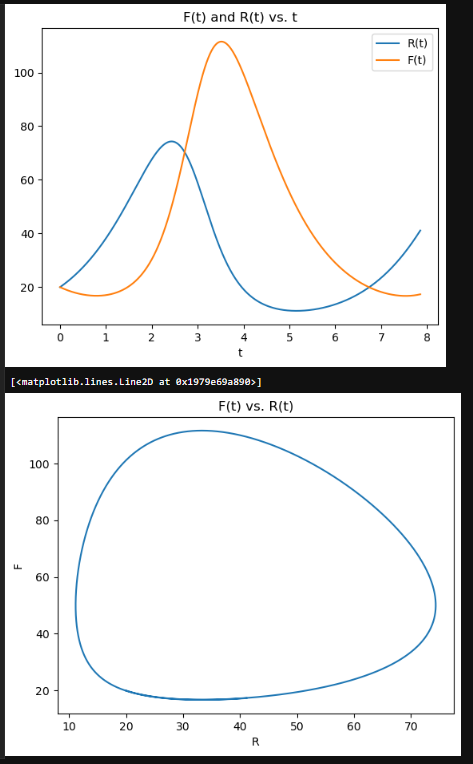 F(t) and R(t) vs. t
R(t)
F(t)
100
80
60
40
20
0 1 2 3 4 5 6 7 8
t
[<matplotlib.lines.Line2D at 0x1979e69a890>]
F(t) vs. R(t)
100
80
60
40
20
F
10 20 30 40 50 60 70
R